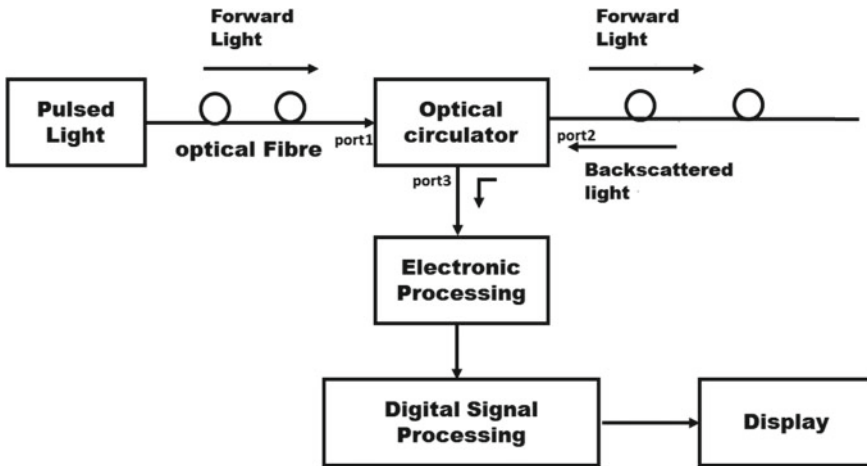 Forward
Light
Forward
Light
Pulsed
Light
optical Fibre
port1
Optical
circulator
port2
Backscattered
light
port3
Electronic
Processing
Digital Signal
Processing
Display